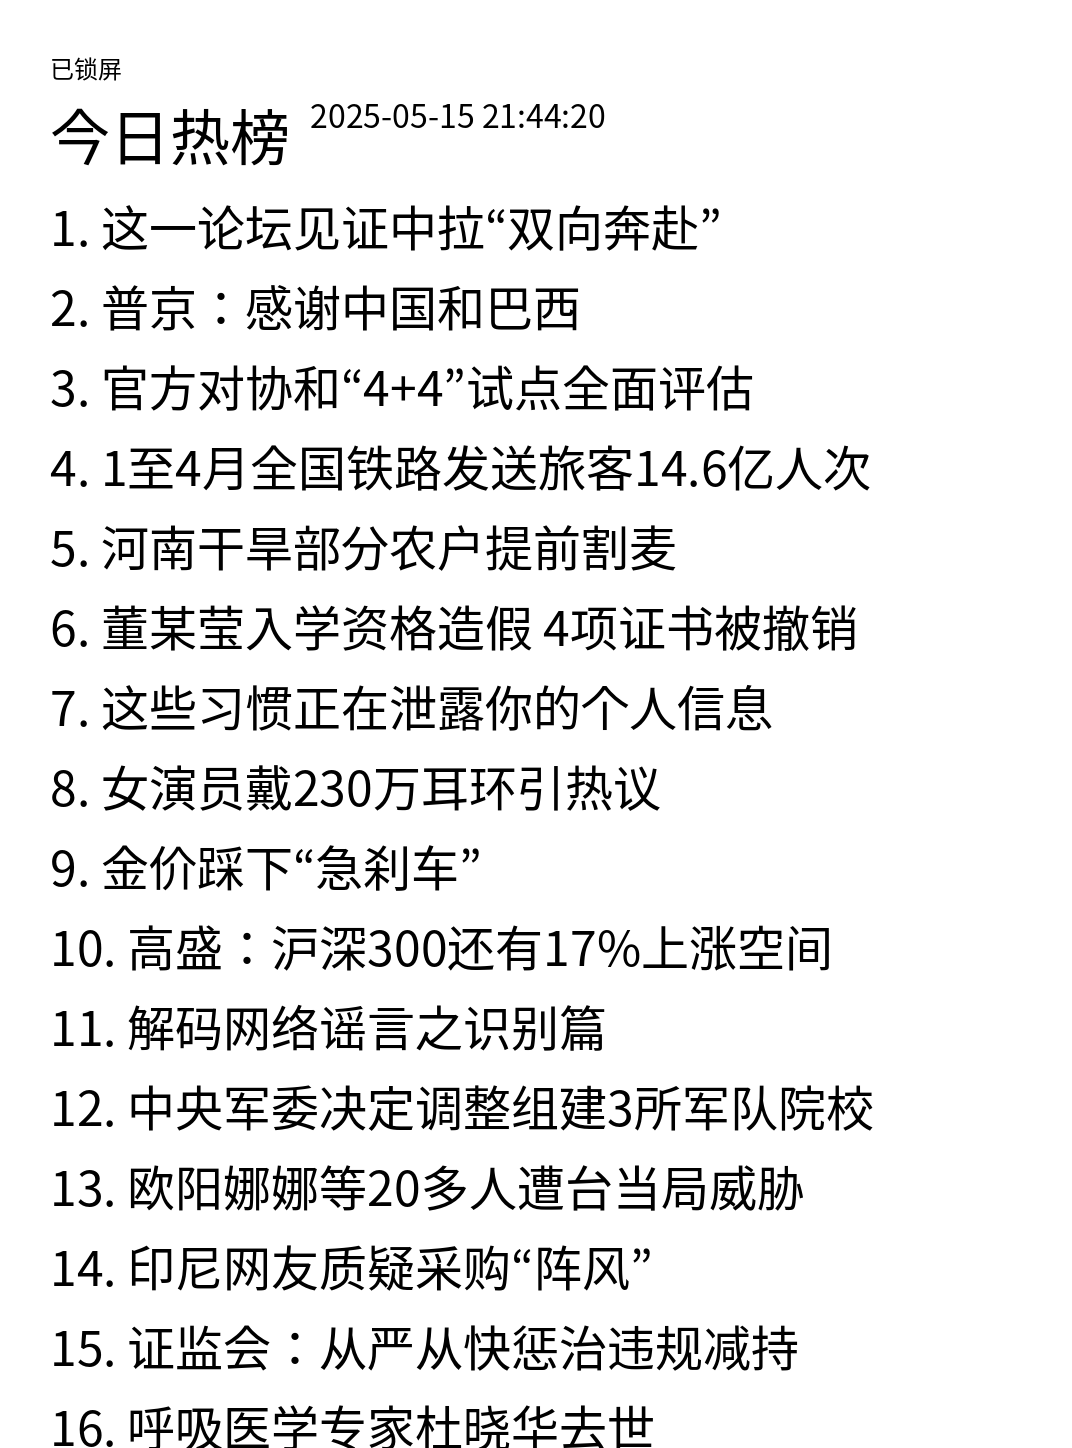 已锁屏
今日热榜 2025-05-15 21:44:20
1. 这一论坛见证中拉“双向奔赴”
2. 普京：感谢中国和巴西
3. 官方对协和“4+4”试点全面评估
4. 1至4月全国铁路发送旅客14.6亿人次
5. 河南干旱部分农户提前割麦
6. 董某莹入学资格造假 4项证书被撤销
7. 这些习惯正在泄露你的个人信息
8. 女演员戴230万耳环引热议
9. 金价踩下“急刹车”
10. 高盛：沪深300还有17%上涨空间
11. 解码网络谣言之识别篇
12. 中央军委决定调整组建3所军队院校
13. 欧阳娜娜等20多人遭台当局威胁
14. 印尼网友质疑采购“阵风”
15. 证监会：从严从快惩治违规减持
16. 呼吸医学专家杜晓华去世